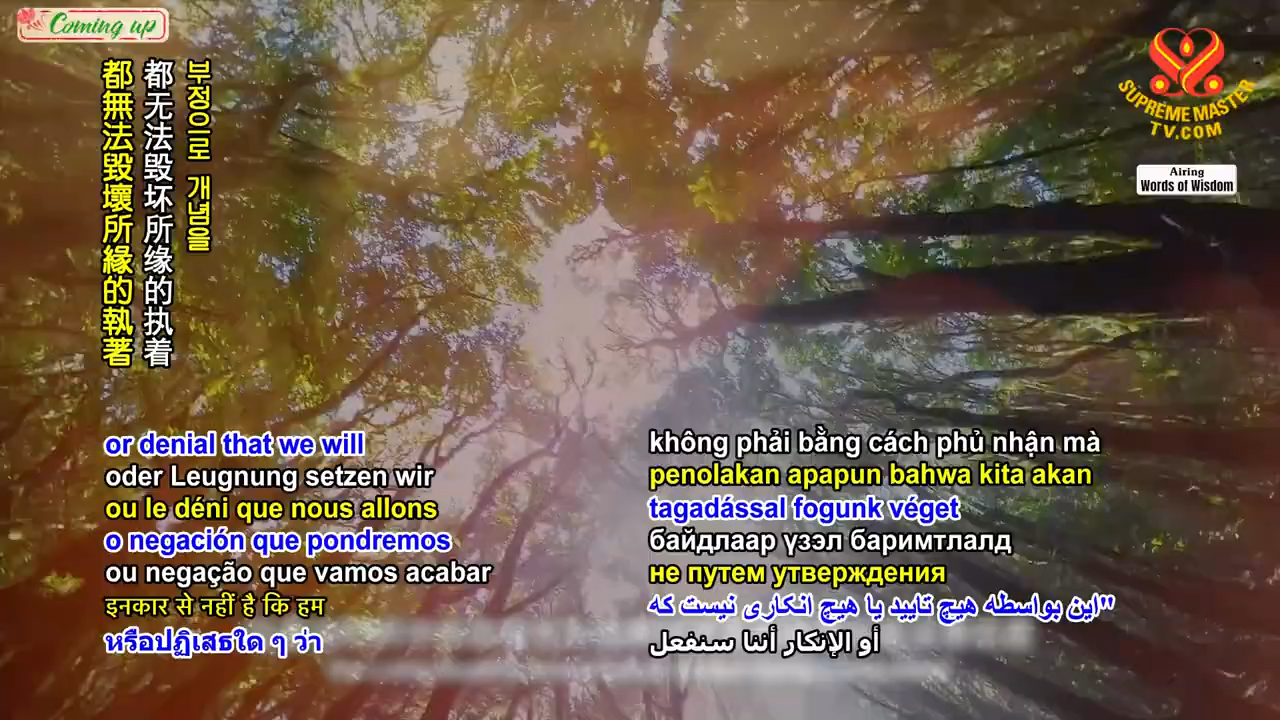 Coming up
SUPREME MASTER
TV.COM
Airing
Words of Wisdom
부정으로 개념을
都无法毁坏所缘的执着
都無法毀壞所緣的執著
or denial that we will
oder Leugnung setzen wir
ou le déni que nous allons
o negación que pondremos
ou negação que vamos acabar
इनकार से नहीं है कि हम
หรือปฏิเสธใด ๆ ว่า
không phải bằng cách phủ nhận mà
penolakan apapun bahwa kita akan
tagadással fogunk véget
байдлаар үзэл баримтлалд
не путем утверждения
"این بواسطه هیچ تایید یا هیچ انکاری نیست که
أو الإنكار أننا سنفعل